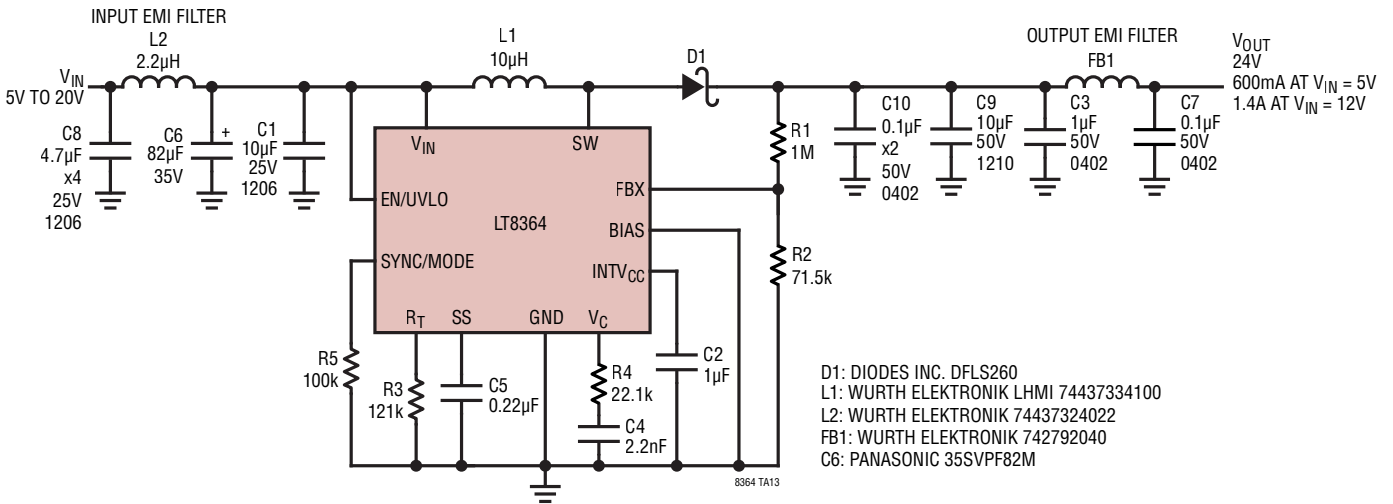 INPUT EMI FILTER
L2
2.2µH
V_IN
5V TO 20V
C8
4.7µF
x4
25V
1206
C6
82µF
35V
+
C1
10µF
25V
1206
L1
10µH
D1
OUTPUT EMI FILTER
FB1
V_OUT
24V
600mA AT V_IN = 5V
1.4A AT V_IN = 12V
C10
0.1µF
x2
50V
0402
C9
10µF
50V
1210
C3
1µF
50V
0402
C7
0.1µF
50V
0402
R1
1M
R2
71.5k
V_IN
SW
FBX
EN/UVLO
LT8364
BIAS
SYNC/MODE
INTV_CC
R_T
SS
GND
V_C
R5
100k
R3
121k
C5
0.22µF
R4
22.1k
C4
2.2nF
C2
1µF
8364 TA13
D1: DIODES INC. DFLS260
L1: WURTH ELEKTRONIK LHMI 74437334100
L2: WURTH ELEKTRONIK 74437324022
FB1: WURTH ELEKTRONIK 742792040
C6: PANASONIC 35SVPF82M